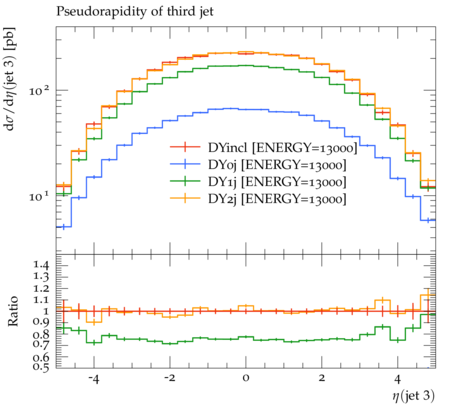 Pseudorapidity of third jet
dσ/dη(jet 3) [pb]
10²
10¹
DYincl [ENERGY=13000]
DY0j [ENERGY=13000]
DY1j [ENERGY=13000]
DY2j [ENERGY=13000]
Ratio
1.4
1.3
1.2
1.1
1.0
0.9
0.8
0.7
0.6
0.5
-4 -2 0 2 4
η(jet 3)